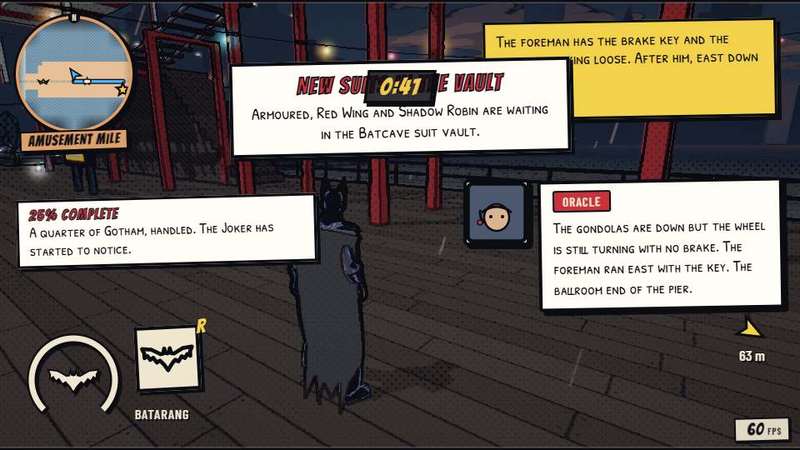 N
AMUSEMENT MILE
THE FOREMAN HAS THE BRAKE KEY AND THE
KING LOOSE. AFTER HIM, EAST DOWN
NEW SUI
0:41
E VAULT
ARMOURED, RED WING AND SHADOW ROBIN ARE WAITING
IN THE BATCAVE SUIT VAULT.
25% COMPLETE
A QUARTER OF GOTHAM, HANDLED. THE JOKER HAS
STARTED TO NOTICE.
ORACLE
THE GONDOLAS ARE DOWN BUT THE WHEEL
IS STILL TURNING WITH NO BRAKE. THE
FOREMAN RAN EAST WITH THE KEY. THE
BALLROOM END OF THE PIER.
63 m
R
BATARANG
60 FPS